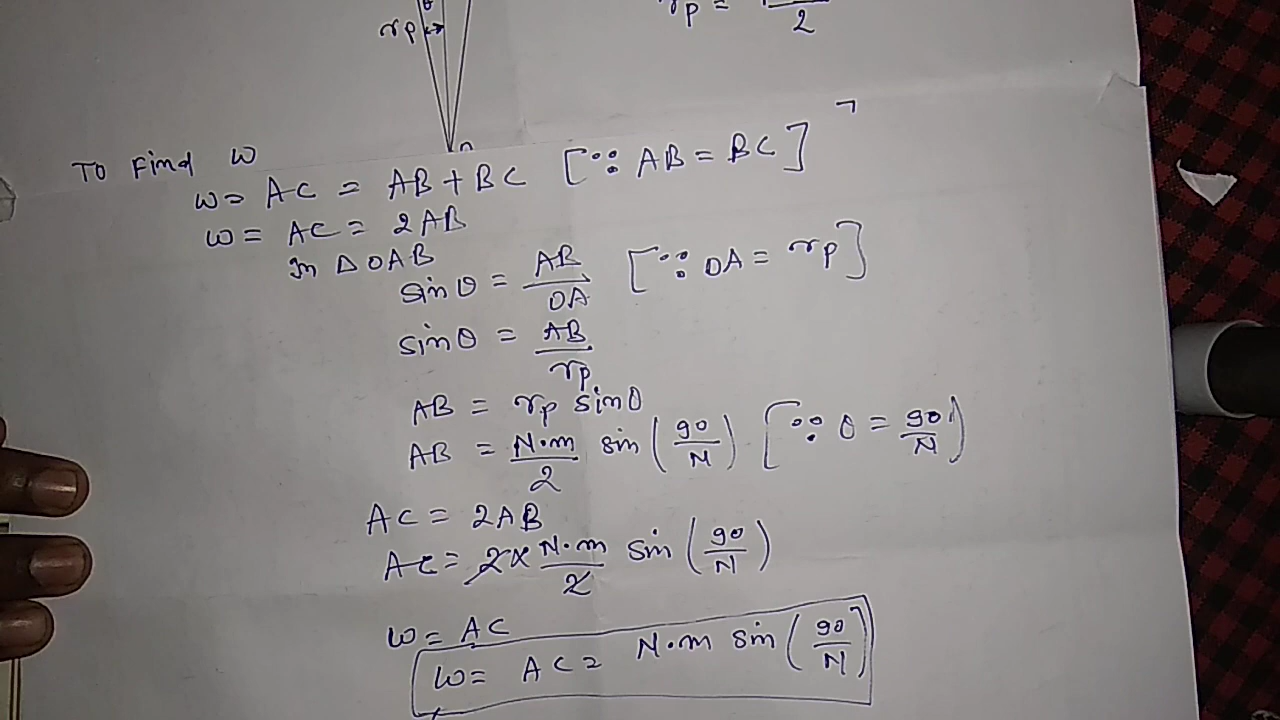 θ
rp
rp = 2
To Find w
w = AC = AB + BC [∵ AB = BC]
w = AC = 2AB
In Δ OAB
sin θ = AB/OA [∵ OA = rp]
sin θ = AB/rp
AB = rp sin θ
AB = N.m/2 sin (90/N) [∵ θ = 90/N)
AC = 2AB
AC = 2 x N.m/2 sin (90/N)
w = AC
w = AC = N.m sin (90/N)